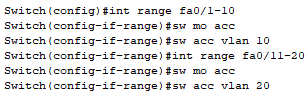 Switch(config)#int range fa0/1-10
Switch(config-if-range)#sw mo acc
Switch(config-if-range)#sw acc vlan 10
Switch(config-if-range)#int range fa0/11-20
Switch(config-if-range)#sw mo acc
Switch(config-if-range)#sw acc vlan 20